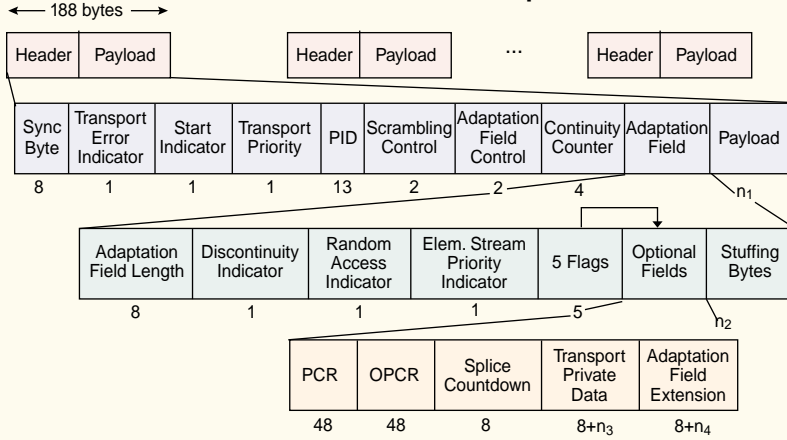 188 bytes
Header Payload Header Payload ... Header Payload
Sync Byte
Transport Error Indicator
Start Indicator
Transport Priority
PID
Scrambling Control
Adaptation Field Control
Continuity Counter
Adaptation Field
Payload
8 1 1 1 13 2 2 4 n1
Adaptation Field Length
Discontinuity Indicator
Random Access Indicator
Elem. Stream Priority Indicator
5 Flags
Optional Fields
Stuffing Bytes
8 1 1 1 5 n2
PCR
OPCR
Splice Countdown
Transport Private Data
Adaptation Field Extension
48 48 8 8+n3 8+n4